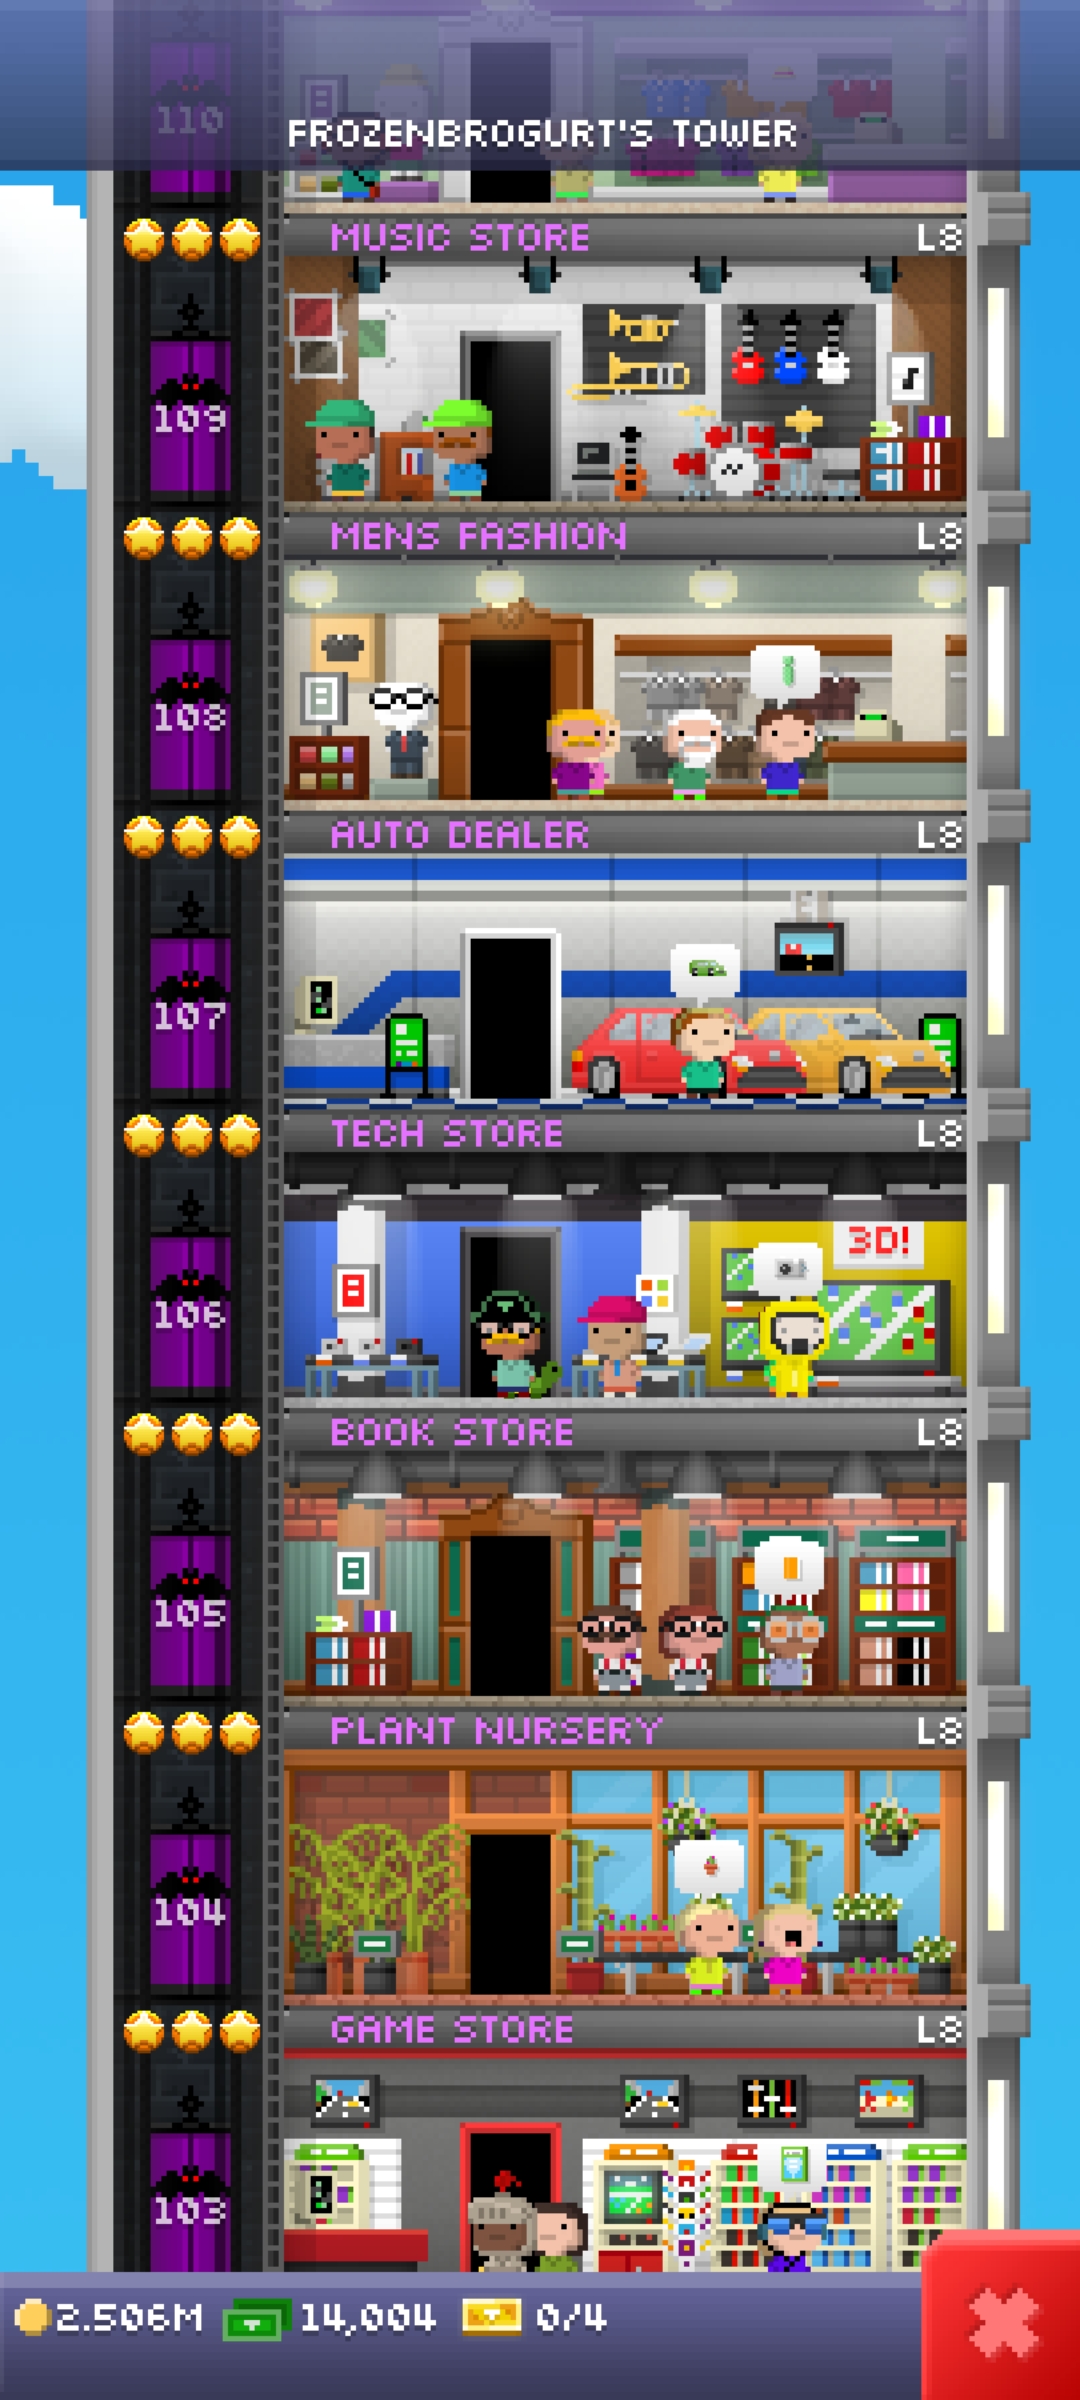 110
FROZENBROGURT'S TOWER
MUSIC STORE L8
109
MENS FASHION L8
108
AUTO DEALER L8
107
TECH STORE L8
3D!
106
BOOK STORE L8
105
PLANT NURSERY L8
104
GAME STORE L8
103
2.506M 14,004 0/4